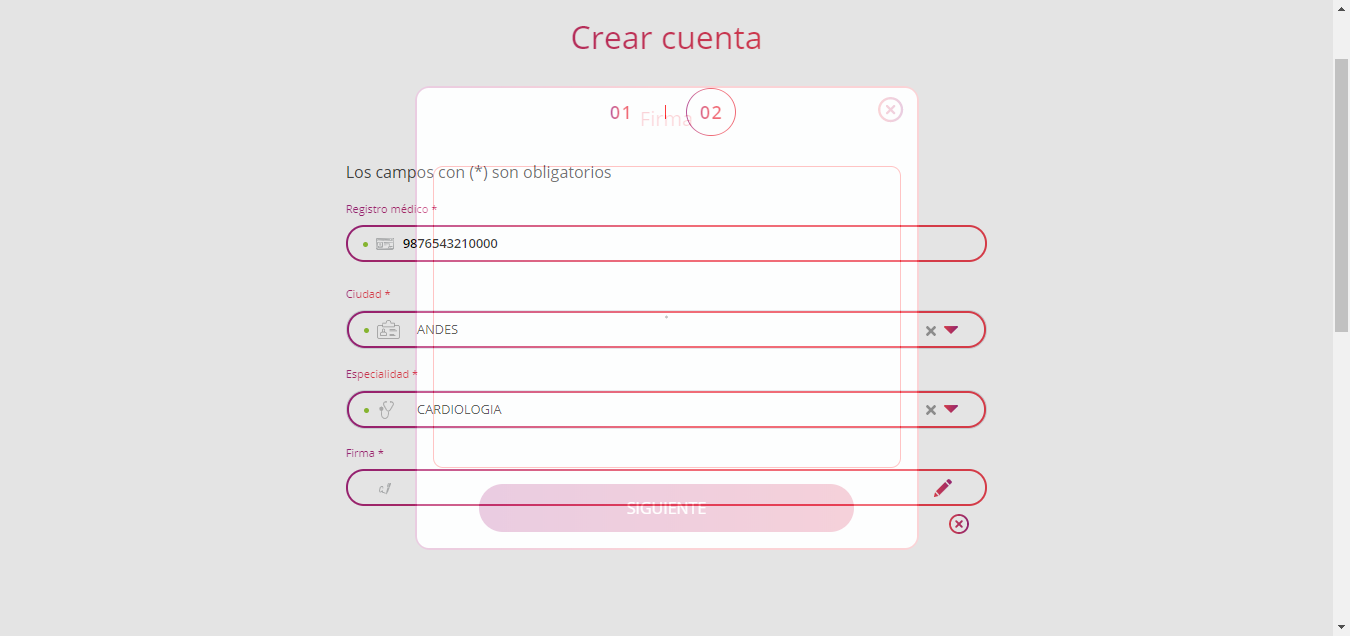 Crear cuenta
01 | 02
Firma
Los campos con (*) son obligatorios
Registro médico *
9876543210000
Ciudad *
ANDES
Especialidad *
CARDIOLOGIA
Firma *
SIGUIENTE